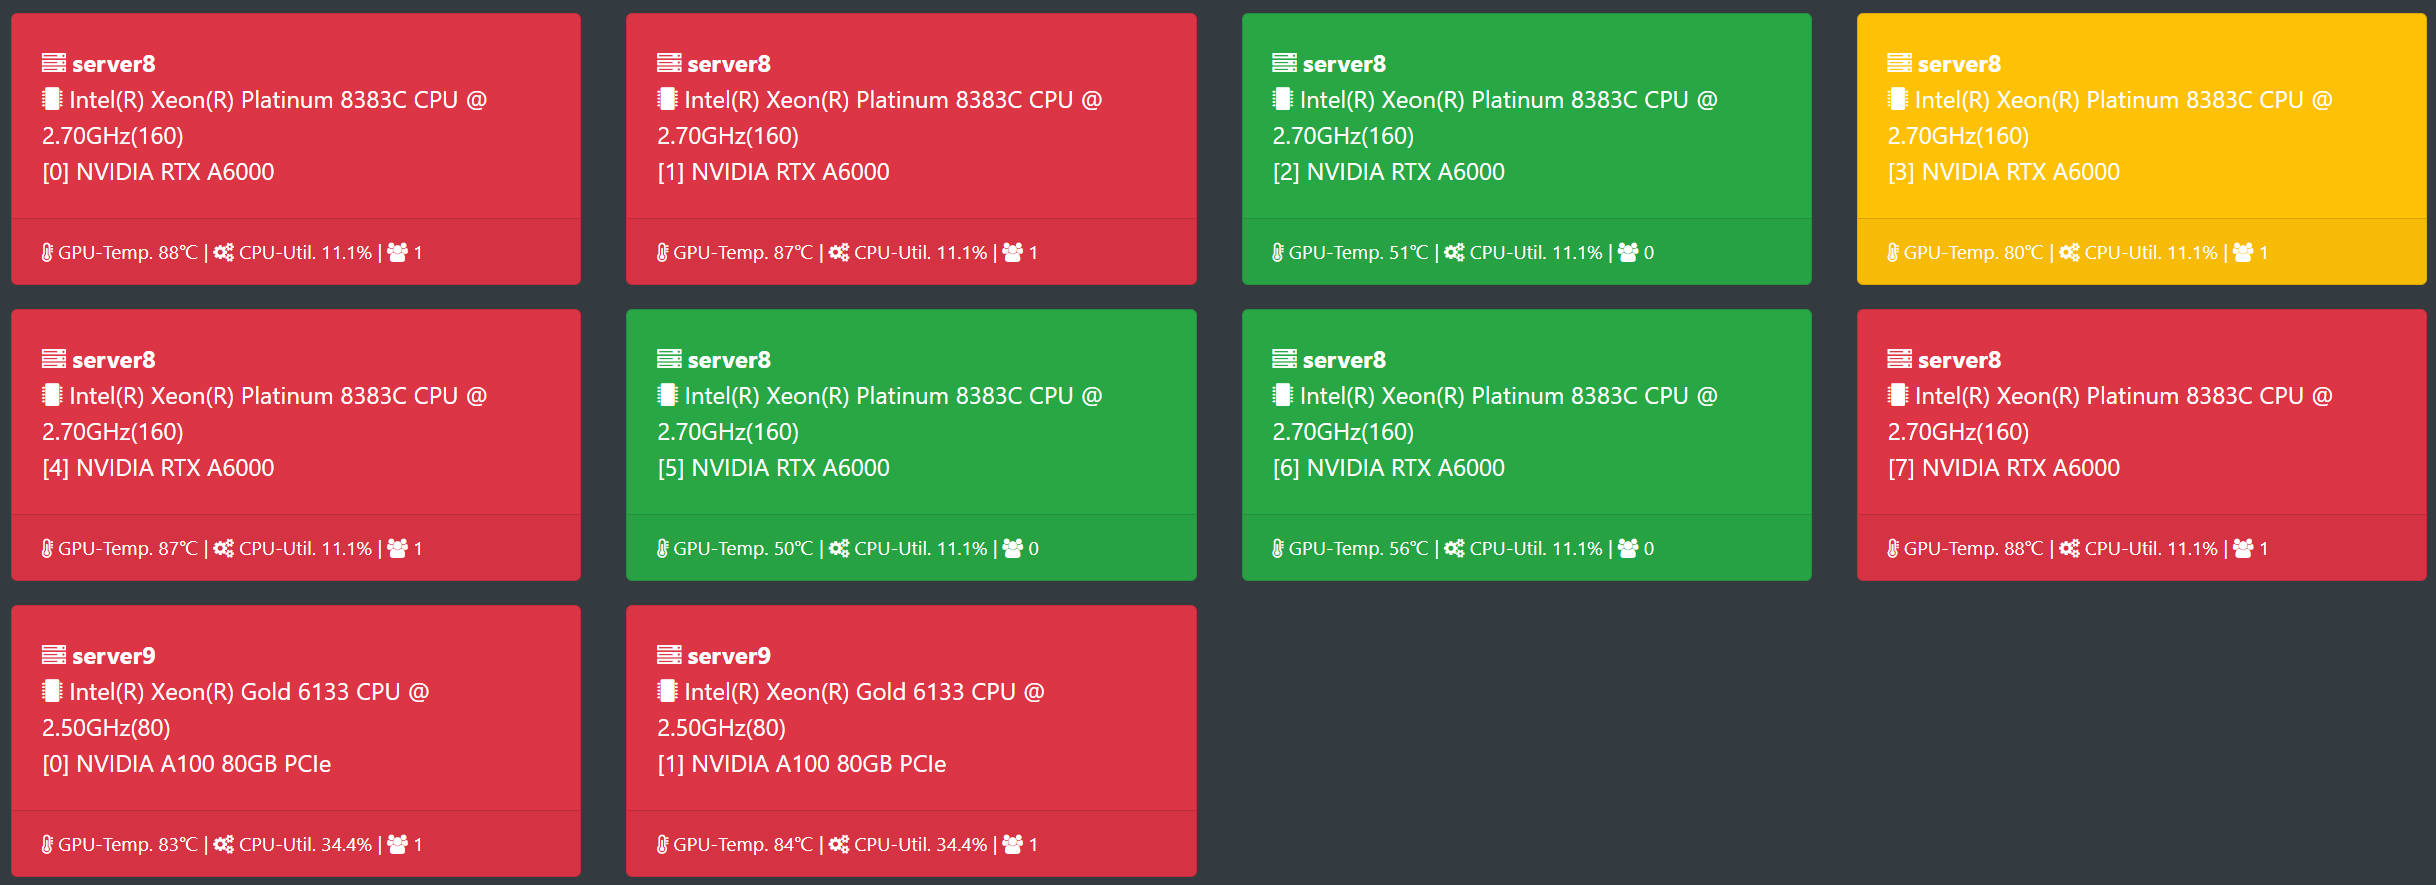 server8
Intel(R) Xeon(R) Platinum 8383C CPU @
2.70GHz(160)
[0] NVIDIA RTX A6000
GPU-Temp. 88℃ | CPU-Util. 11.1% | 1
server8
Intel(R) Xeon(R) Platinum 8383C CPU @
2.70GHz(160)
[1] NVIDIA RTX A6000
GPU-Temp. 87℃ | CPU-Util. 11.1% | 1
server8
Intel(R) Xeon(R) Platinum 8383C CPU @
2.70GHz(160)
[2] NVIDIA RTX A6000
GPU-Temp. 51℃ | CPU-Util. 11.1% | 0
server8
Intel(R) Xeon(R) Platinum 8383C CPU @
2.70GHz(160)
[3] NVIDIA RTX A6000
GPU-Temp. 80℃ | CPU-Util. 11.1% | 1
server8
Intel(R) Xeon(R) Platinum 8383C CPU @
2.70GHz(160)
[4] NVIDIA RTX A6000
GPU-Temp. 87℃ | CPU-Util. 11.1% | 1
server8
Intel(R) Xeon(R) Platinum 8383C CPU @
2.70GHz(160)
[5] NVIDIA RTX A6000
GPU-Temp. 50℃ | CPU-Util. 11.1% | 0
server8
Intel(R) Xeon(R) Platinum 8383C CPU @
2.70GHz(160)
[6] NVIDIA RTX A6000
GPU-Temp. 56℃ | CPU-Util. 11.1% | 0
server8
Intel(R) Xeon(R) Platinum 8383C CPU @
2.70GHz(160)
[7] NVIDIA RTX A6000
GPU-Temp. 88℃ | CPU-Util. 11.1% | 1
server9
Intel(R) Xeon(R) Gold 6133 CPU @
2.50GHz(80)
[0] NVIDIA A100 80GB PCIe
GPU-Temp. 83℃ | CPU-Util. 34.4% | 1
server9
Intel(R) Xeon(R) Gold 6133 CPU @
2.50GHz(80)
[1] NVIDIA A100 80GB PCIe
GPU-Temp. 84℃ | CPU-Util. 34.4% | 1